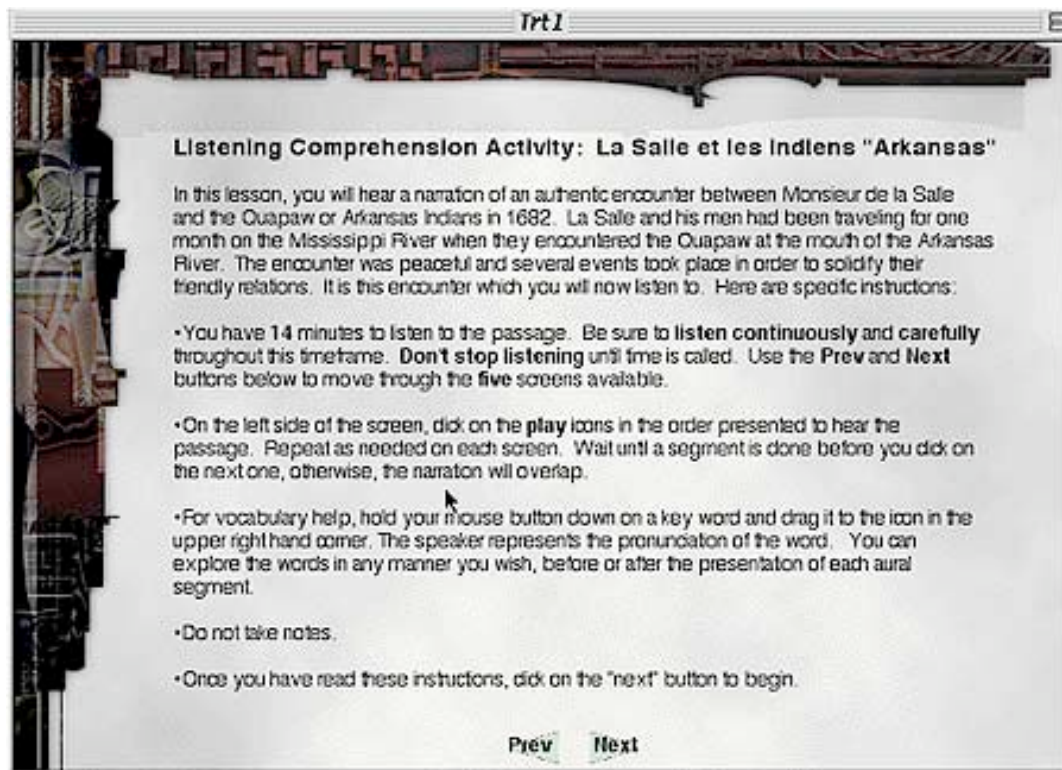 Trt 1
Listening Comprehension Activity: La Salle et les Indiens "Arkansas"
In this lesson, you will hear a narration of an authentic encounter between Monsieur de la Salle
and the Quapaw or Arkansas Indians in 1682. La Salle and his men had been traveling for one
month on the Mississippi River when they encountered the Quapaw at the mouth of the Arkansas
River. The encounter was peaceful and several events took place in order to solidify their
friendly relations. It is this encounter which you will now listen to. Here are specific instructions:
•You have 14 minutes to listen to the passage. Be sure to listen continuously and carefully
throughout this timeframe. Don't stop listening until time is called. Use the Prev and Next
buttons below to move through the five screens available.
•On the left side of the screen, click on the play icons in the order presented to hear the
passage. Repeat as needed on each screen. Wait until a segment is done before you click on
the next one, otherwise, the narration will overlap.
•For vocabulary help, hold your mouse button down on a key word and drag it to the icon in the
upper right hand corner. The speaker represents the pronunciation of the word. You can
explore the words in any manner you wish, before or after the presentation of each aural
segment.
•Do not take notes.
•Once you have read these instructions, click on the "next" button to begin.
Prev Next